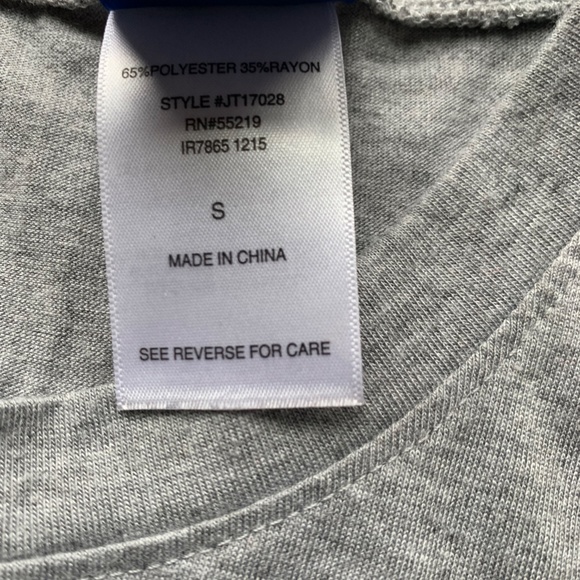 65%POLYESTER 35%RAYON
STYLE #JT17028
RN#55219
IR7865 1215
S
MADE IN CHINA
SEE REVERSE FOR CARE